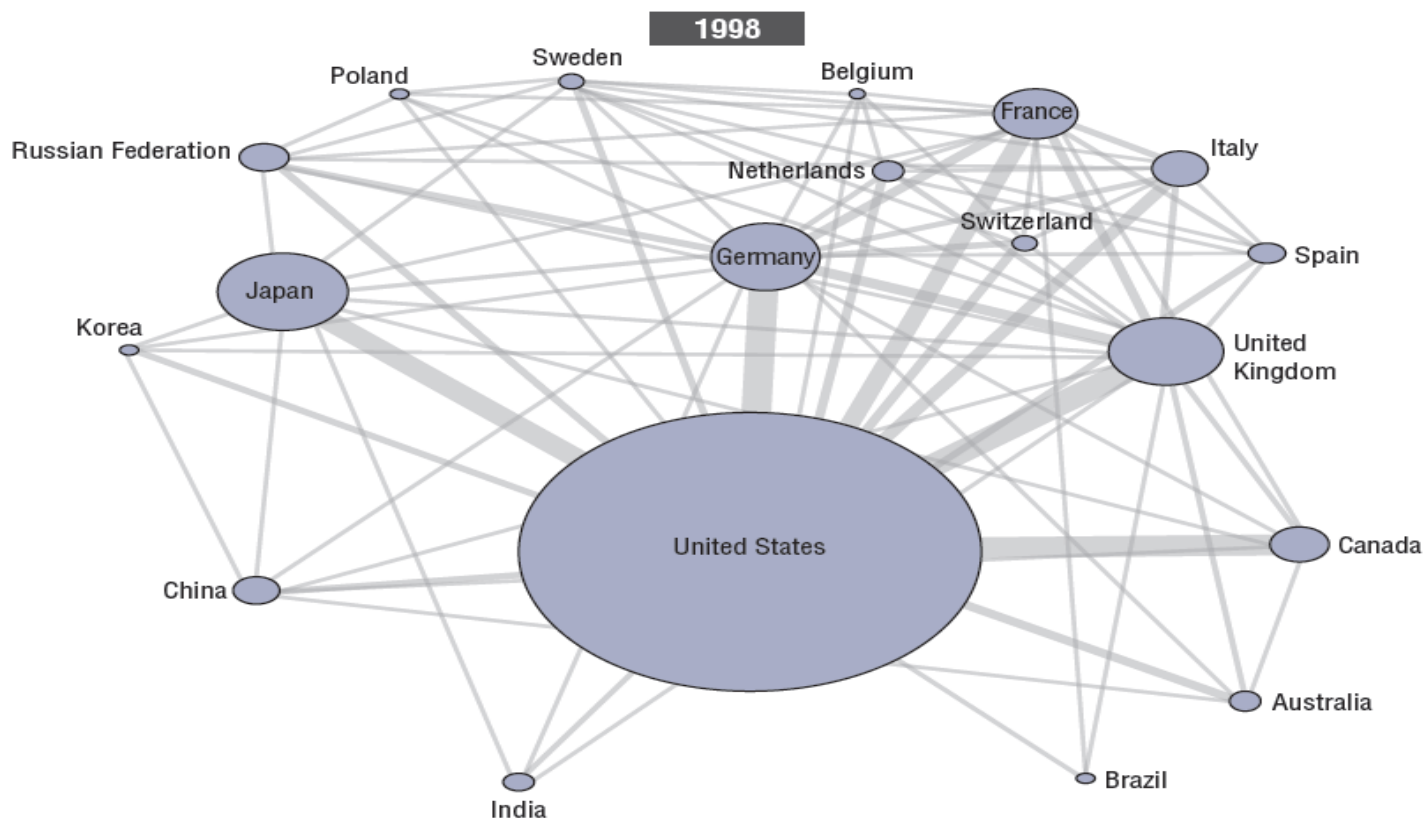 1998
Sweden
Poland
Belgium
France
Russian Federation
Italy
Netherlands
Switzerland
Germany
Spain
Japan
Korea
United
Kingdom
United States
Canada
China
Australia
Brazil
India